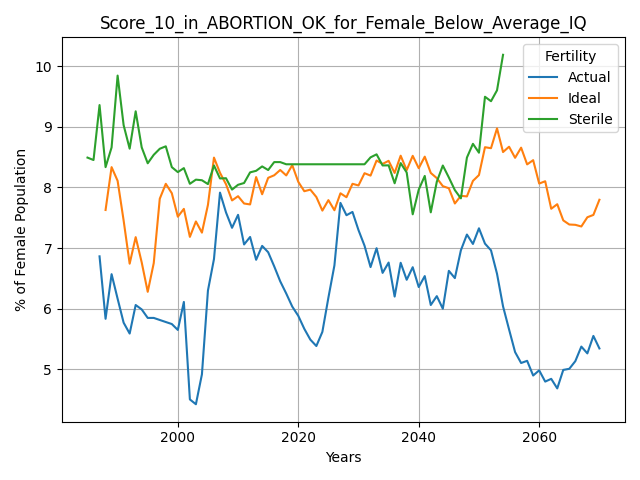 Score_10_in_ABORTION_OK_for_Female_Below_Average_IQ
Fertility
Actual
Ideal
Sterile
% of Female Population
10
9
8
7
6
5
2000 2020 2040 2060
Years